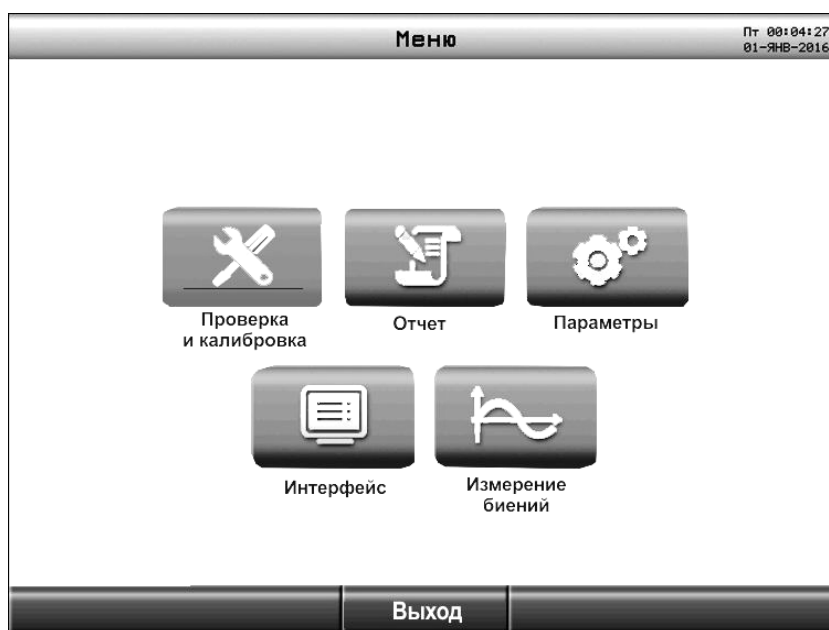 Меню
Пт 00:04:27
01-ЯНВ-2016
Проверка
и калибровка
Отчет
Параметры
Интерфейс
Измерение
биений
Выход